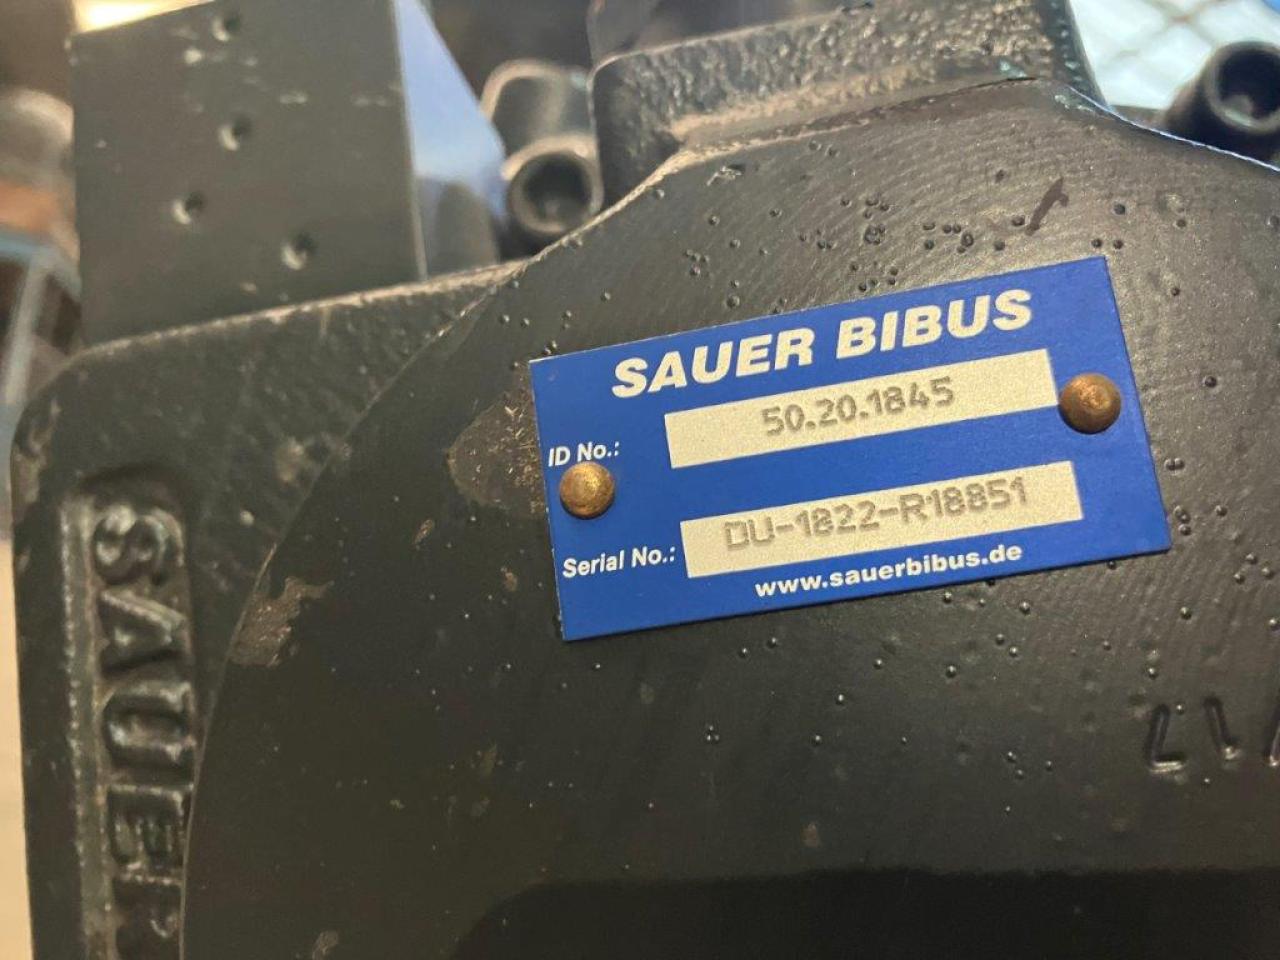 SAUER BIBUS
ID No.: 50.20.1845
Serial No.: DU-1822-R18851
www.sauerbibus.de
SAUER